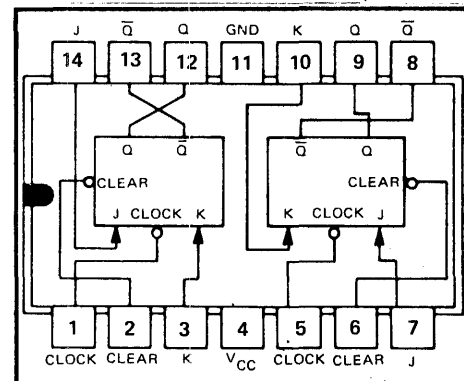 J Q̅ Q GND K Q Q̅
14 13 12 11 10 9 8
Q Q̅ Q̅ Q
CLEAR CLEAR
J CLOCK K K CLOCK J
1 2 3 4 5 6 7
CLOCK CLEAR K VCC CLOCK CLEAR J